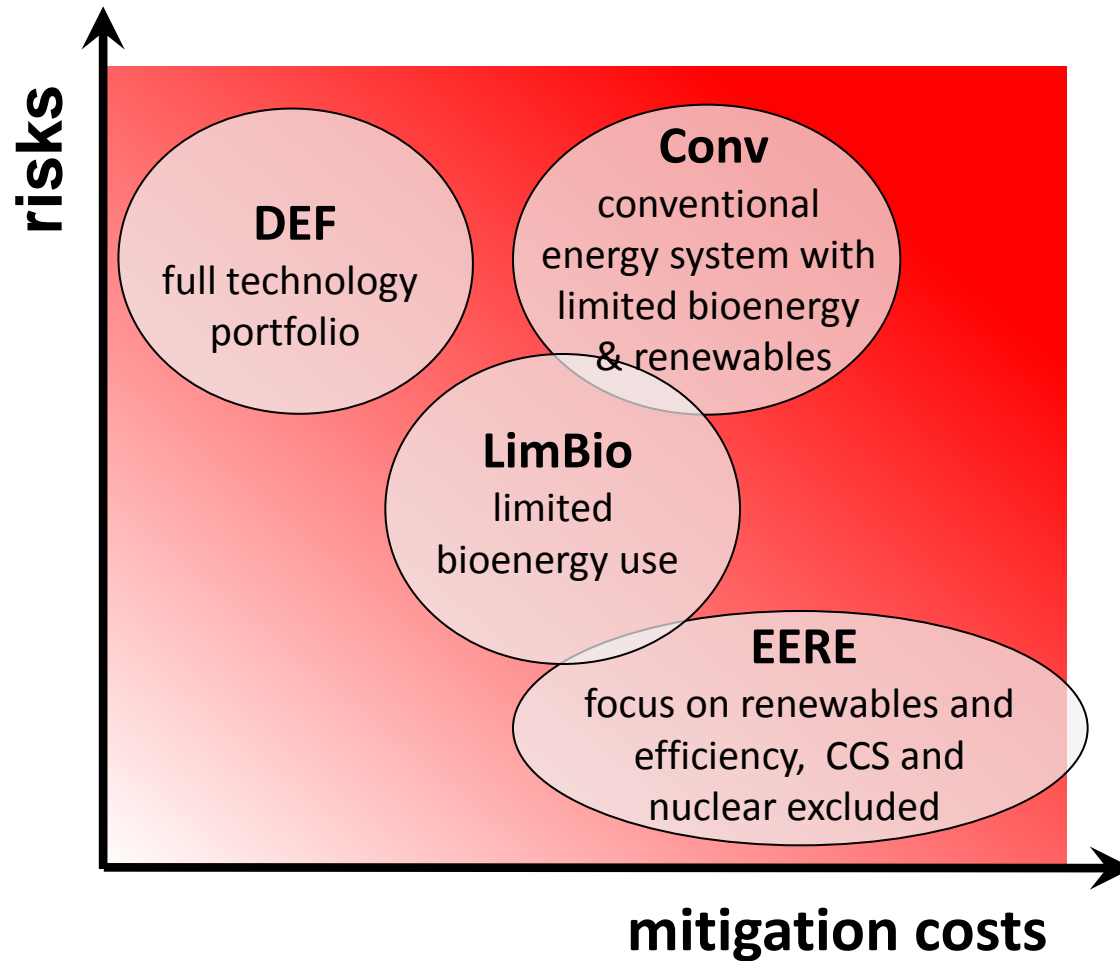 risks
DEF
full technology
portfolio
Conv
conventional
energy system with
limited bioenergy
& renewables
LimBio
limited
bioenergy use
EERE
focus on renewables and
efficiency, CCS and
nuclear excluded
mitigation costs